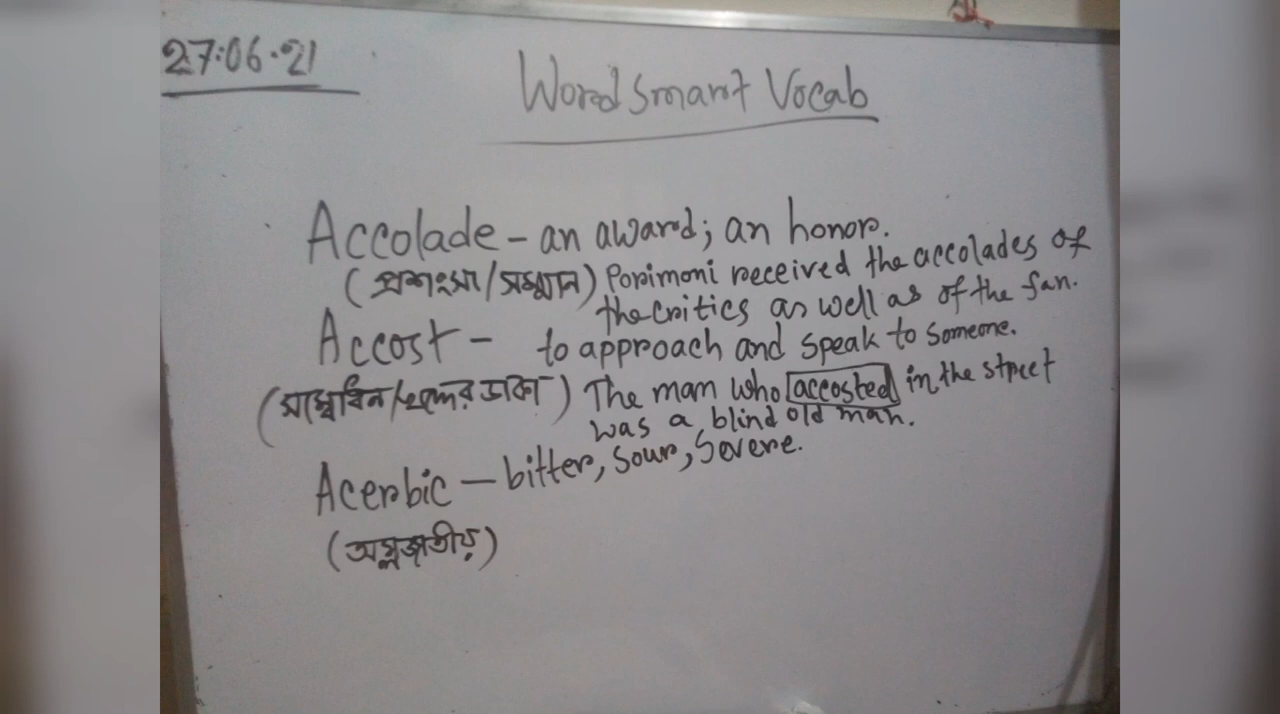 27.06.21
Word Smart Vocab
Accolade - an award; an honor.
(প্রশংসা/সম্মান) Porimoni received the accolades of
the critics as well as of the fan.
Accost - to approach and speak to someone.
(সম্বোধন/ ডাকা) The man who accosted in the street
was a blind old man.
Acerbic - bitter, sour, severe.
(অম্লজাতীয়)